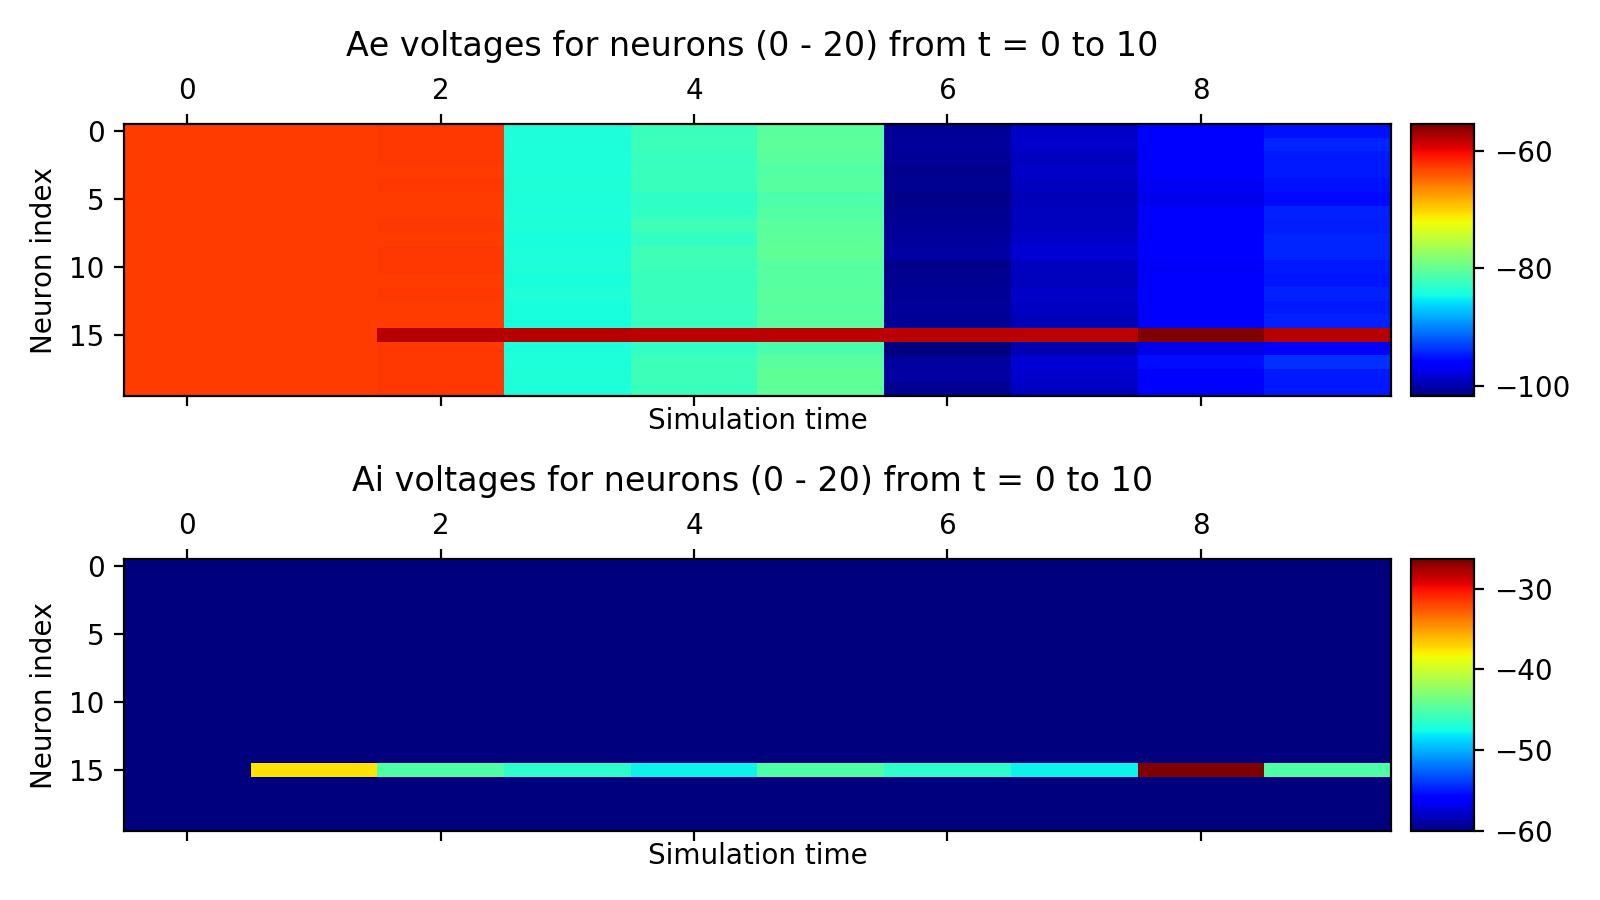 Ae voltages for neurons (0 - 20) from t = 0 to 10
0 2 4 6 8
0
5
10
15
Neuron index
Simulation time
−60
−80
−100
Ai voltages for neurons (0 - 20) from t = 0 to 10
0 2 4 6 8
0
5
10
15
Neuron index
Simulation time
−30
−40
−50
−60